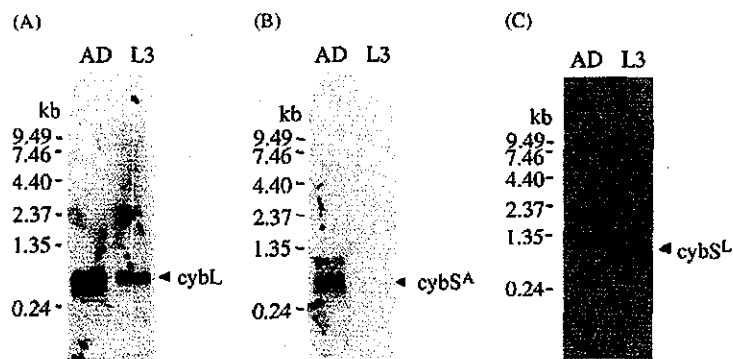 (A)
AD L3
kb
9.49-
7.46-
4.40-
2.37-
1.35-
0.24-
cybL
(B)
AD L3
kb
9.49-
7.46-
4.40-
2.37-
1.35-
0.24-
cybSᴬ
(C)
AD L3
kb
9.49-
7.46-
4.40-
2.37-
1.35-
0.24-
cybSᴸ